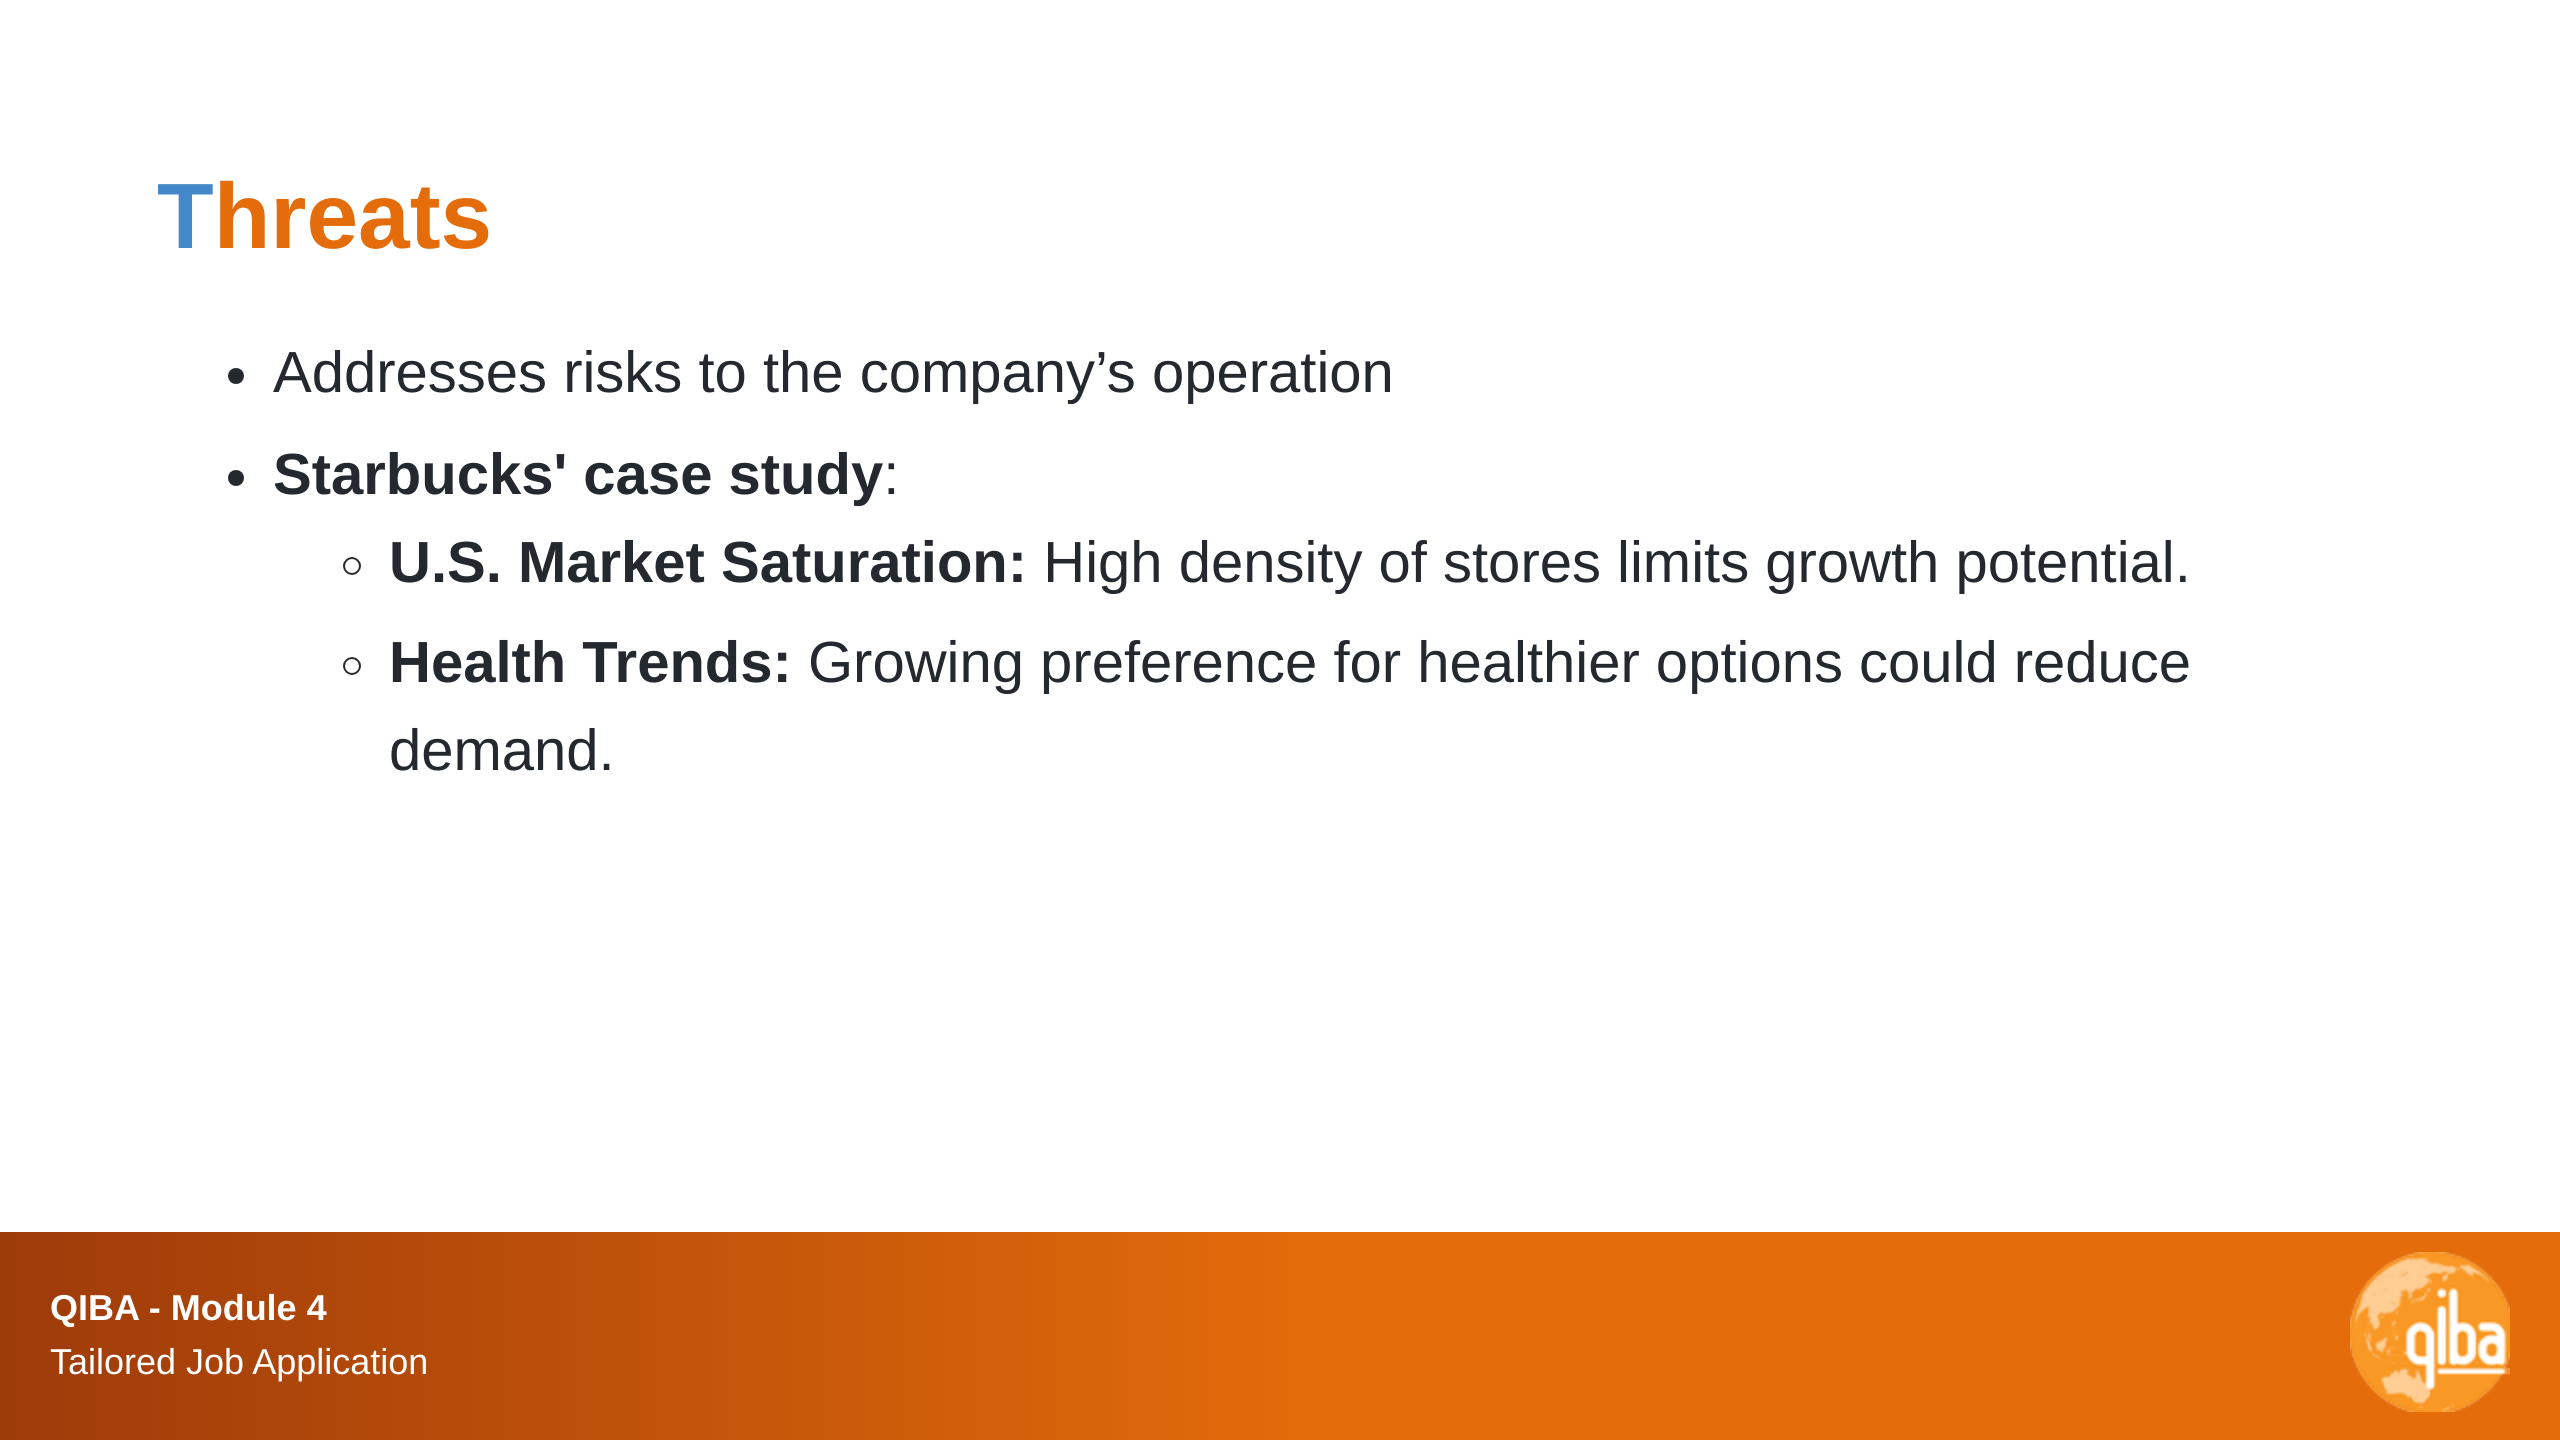 Threats
• Addresses risks to the company’s operation
• Starbucks' case study:
◦ U.S. Market Saturation: High density of stores limits growth potential.
◦ Health Trends: Growing preference for healthier options could reduce
demand.
QIBA - Module 4
Tailored Job Application
qiba